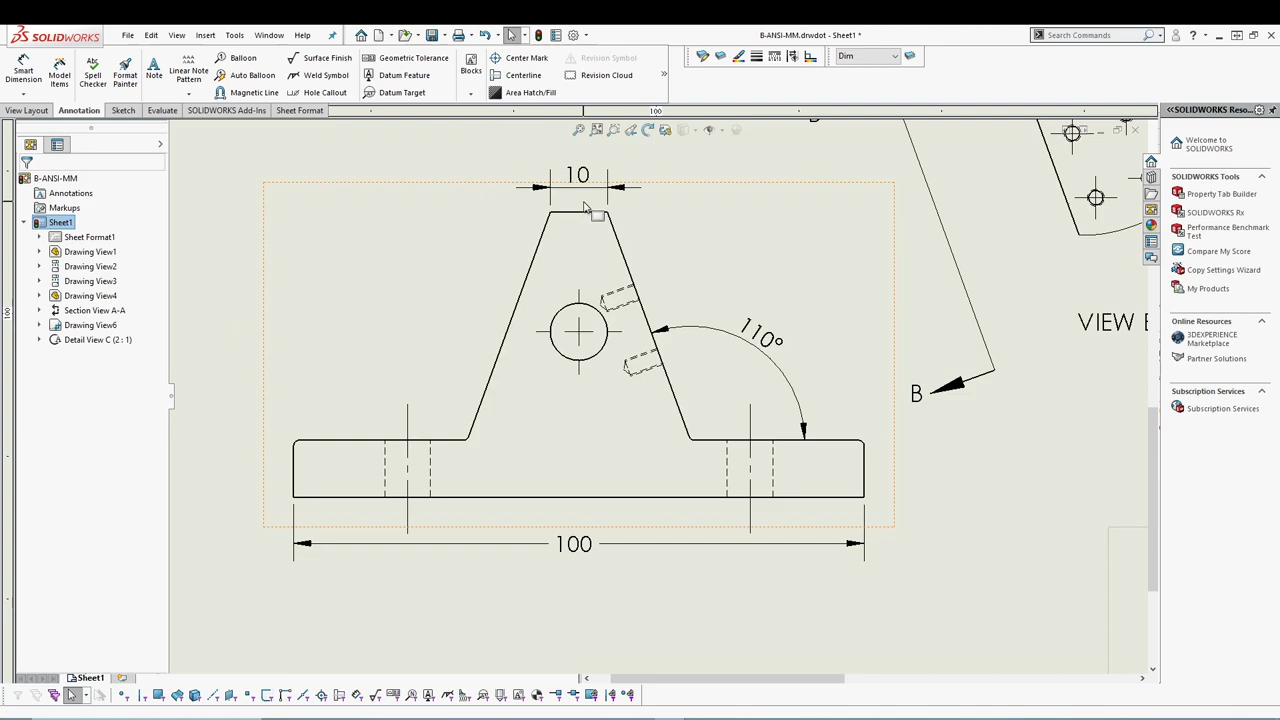 SOLIDWORKS
File
Edit
View
Insert
Tools
Window
Help
B-ANSI-MM.drwdot - Sheet1 *
Search Commands
Smart
Dimension
Model
Items
Spell
Checker
Format
Painter
Note
Linear Note
Pattern
Balloon
Auto Balloon
Magnetic Line
Surface Finish
Weld Symbol
Hole Callout
Geometric Tolerance
Datum Feature
Datum Target
Blocks
Center Mark
Centerline
Area Hatch/Fill
Revision Symbol
Revision Cloud
Dim
View Layout
Annotation
Sketch
Evaluate
SOLIDWORKS Add-Ins
Sheet Format
100
<<SOLIDWORKS Reso...
B-ANSI-MM
Annotations
Markups
Sheet1
Sheet Format1
Drawing View1
Drawing View2
Drawing View3
Drawing View4
Section View A-A
Drawing View6
Detail View C (2 : 1)
100
10
110°
100
B
VIEW B
Welcome to
SOLIDWORKS
SOLIDWORKS Tools
Property Tab Builder
SOLIDWORKS Rx
Performance Benchmark
Test
Compare My Score
Copy Settings Wizard
My Products
Online Resources
3DEXPERIENCE
Marketplace
Partner Solutions
Subscription Services
Subscription Services
Sheet1